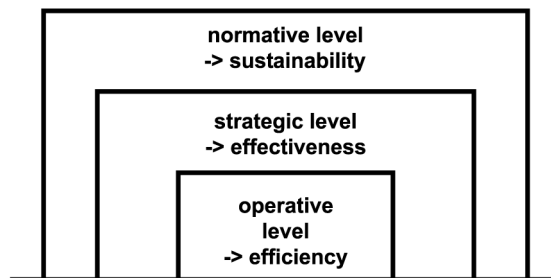 normative level
-> sustainability
strategic level
-> effectiveness
operative
level
-> efficiency